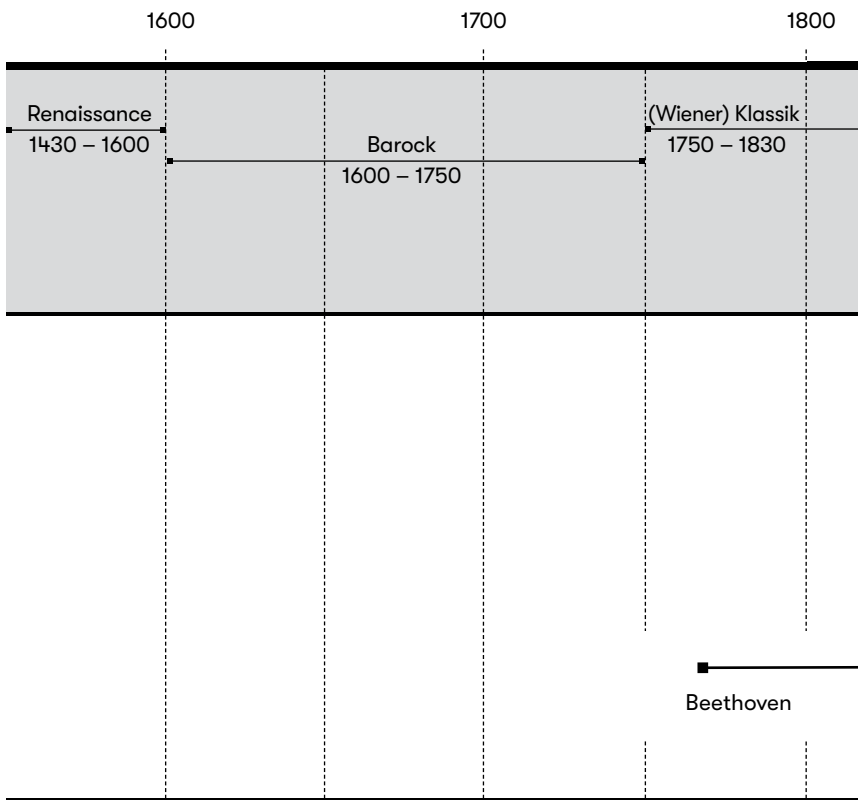 1600 1700 1800
Renaissance
1430 – 1600
Barock
1600 – 1750
(Wiener) Klassik
1750 – 1830
Beethoven